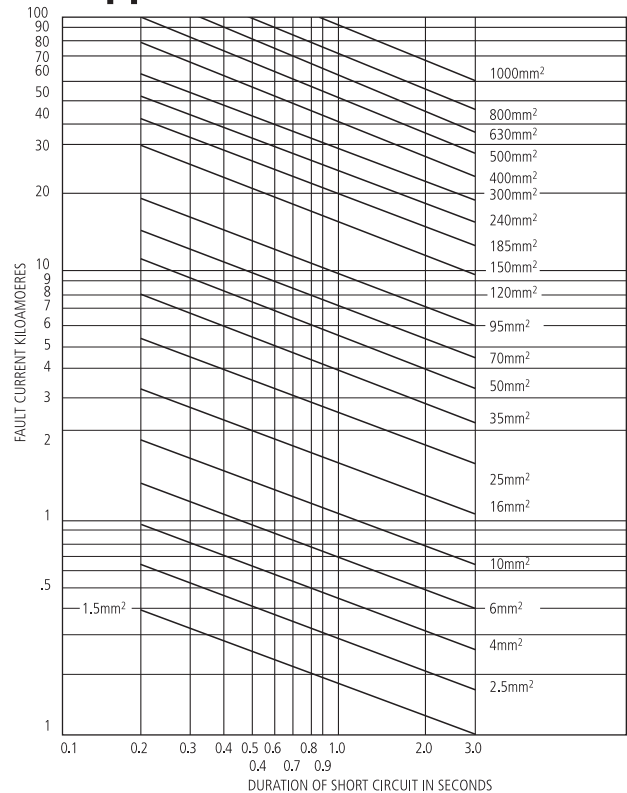 100
90
80
70
60
50
40
30
20
10
9
8
7
6
5
4
3
2
1
.5
1
FAULT CURRENT KILOAMOERES
1000mm²
800mm²
630mm²
500mm²
400mm²
300mm²
240mm²
185mm²
150mm²
120mm²
95mm²
70mm²
50mm²
35mm²
25mm²
16mm²
10mm²
6mm²
4mm²
2.5mm²
1.5mm²
0.1 0.2 0.3 0.4 0.5 0.6 0.8 1.0 2.0 3.0
0.4 0.7 0.9
DURATION OF SHORT CIRCUIT IN SECONDS